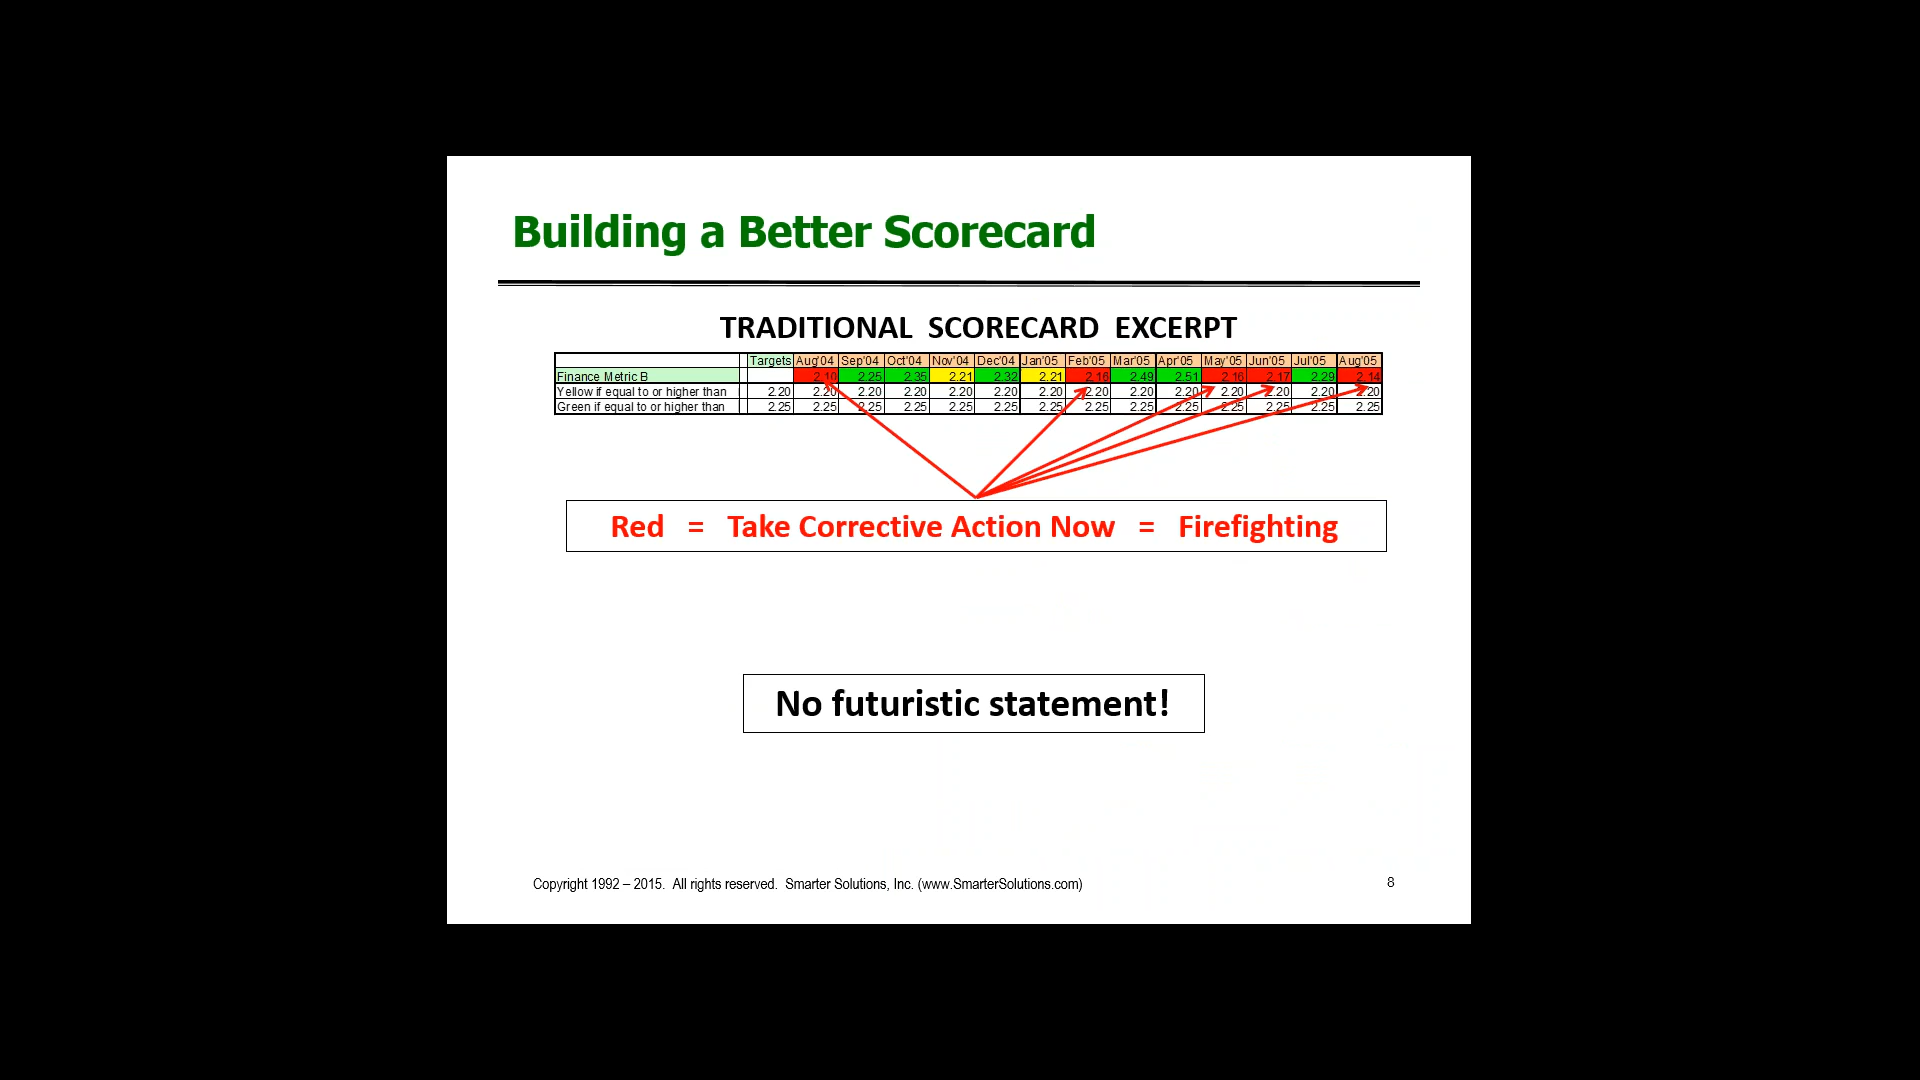 Building a Better Scorecard
TRADITIONAL SCORECARD EXCERPT
Targets Aug'04 Sep'04 Oct'04 Nov'04 Dec'04 Jan'05 Feb'05 Mar'05 Apr'05 May'05 Jun'05 Jul'05 Aug'05
Finance Metric B 2.10 2.25 2.35 2.21 2.32 2.21 2.16 2.49 2.51 2.16 2.17 2.29 2.14
Yellow if equal to or higher than 2.20 2.20 2.20 2.20 2.20 2.20 2.20 2.20 2.20 2.20 2.20 2.20 2.20 2.20
Green if equal to or higher than 2.25 2.25 2.25 2.25 2.25 2.25 2.25 2.25 2.25 2.25 2.25 2.25 2.25 2.25
Red = Take Corrective Action Now = Firefighting
No futuristic statement!
Copyright 1992 – 2015. All rights reserved. Smarter Solutions, Inc. (www.SmarterSolutions.com)
8